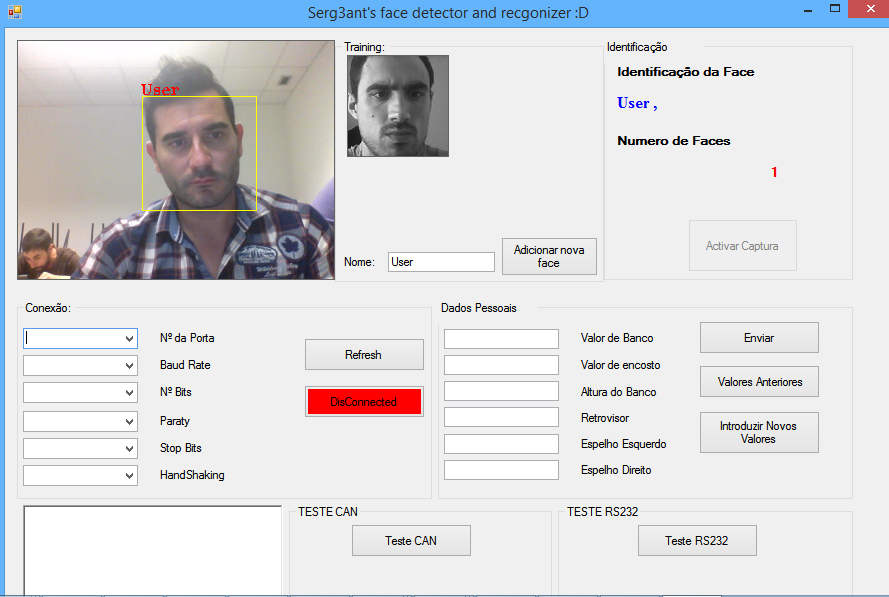 Serg3ant's face detector and recgonizer :D
User
Training:
Nome:
User
Adicionar nova
face
Identificação
Identificação da Face
User ,
Numero de Faces
1
Activar Captura
Conexão:
Nº da Porta
Baud Rate
Nº Bits
Paraty
Stop Bits
HandShaking
Refresh
DisConnected
Dados Pessoais
Valor de Banco
Valor de encosto
Altura do Banco
Retrovisor
Espelho Esquerdo
Espelho Direito
Enviar
Valores Anteriores
Introduzir Novos
Valores
TESTE CAN
Teste CAN
TESTE RS232
Teste RS232